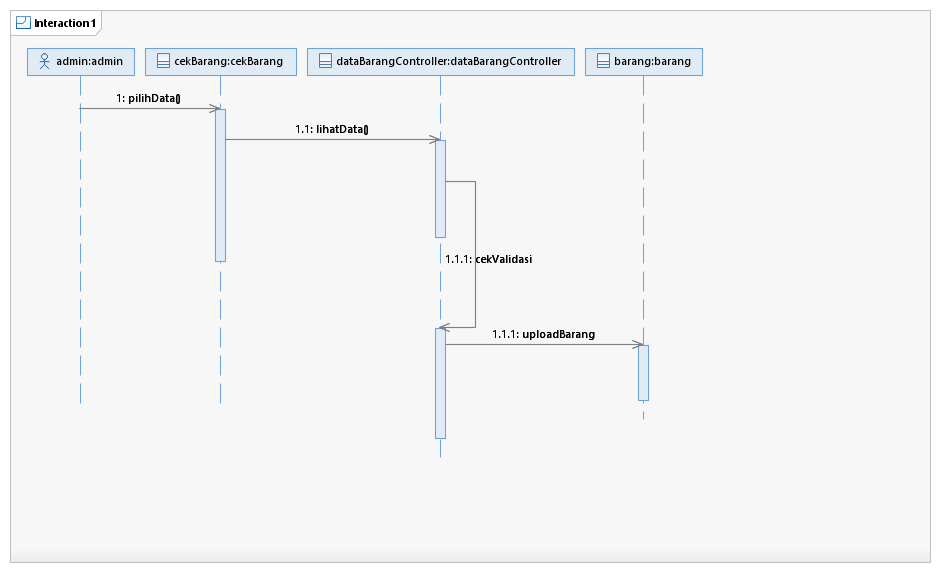 Interaction1
admin:admin
cekBarang:cekBarang
dataBarangController:dataBarangController
barang:barang
1: pilihData()
1.1: lihatData()
1.1.1: cekValidasi
1.1.1: uploadBarang